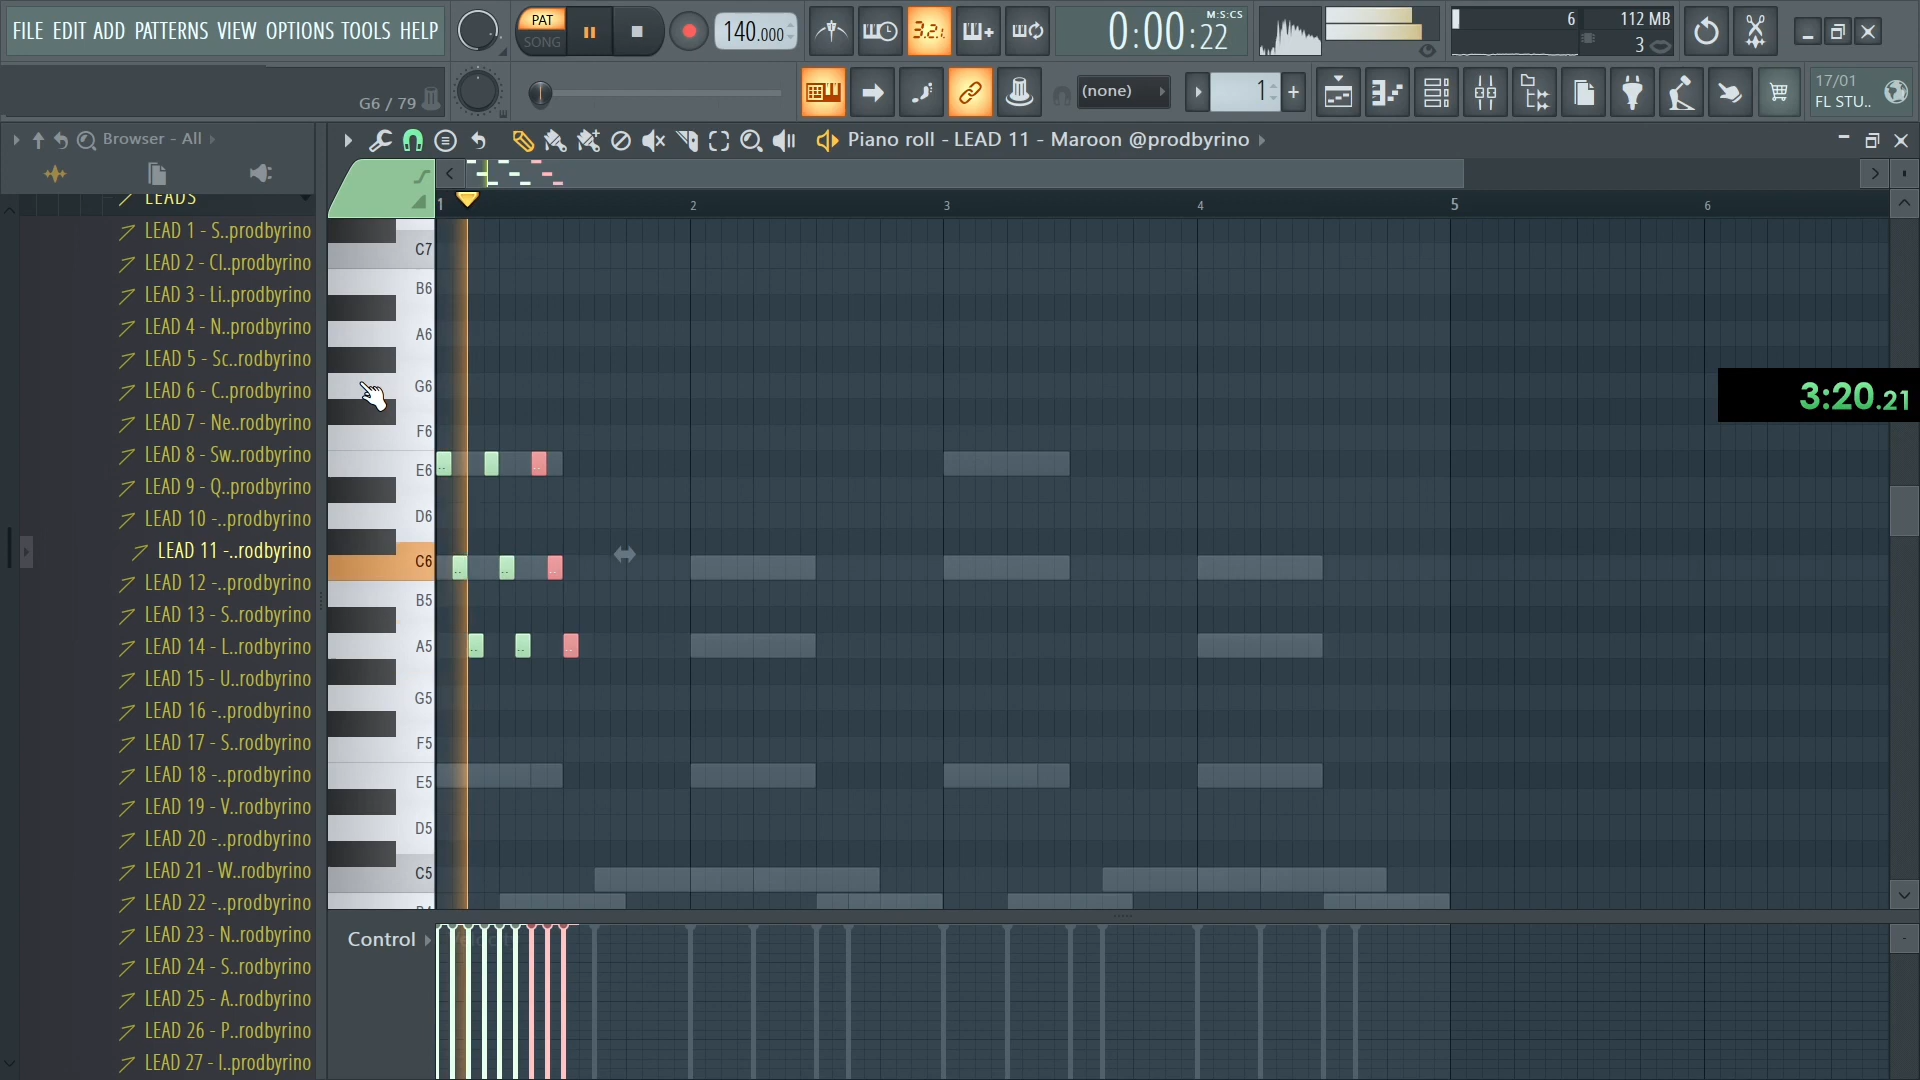 FILE EDIT ADD PATTERNS VIEW OPTIONS TOOLS HELP
PAT
SONG
140.000
3.2.
0:00:22
M:S:CS
6
112 MB
3
G6 / 79
(none)
1
17/01
FL STU..
Browser - All
Piano roll - LEAD 11 - Maroon @prodbyrino
LEADS
LEAD 1 - S..prodbyrino
LEAD 2 - Cl..prodbyrino
LEAD 3 - Li..prodbyrino
LEAD 4 - N..prodbyrino
LEAD 5 - Sc..rodbyrino
LEAD 6 - C..prodbyrino
LEAD 7 - Ne..rodbyrino
LEAD 8 - Sw..rodbyrino
LEAD 9 - Q..prodbyrino
LEAD 10 -..prodbyrino
LEAD 11 -..rodbyrino
LEAD 12 -..prodbyrino
LEAD 13 - S..rodbyrino
LEAD 14 - L..rodbyrino
LEAD 15 - U..rodbyrino
LEAD 16 -..prodbyrino
LEAD 17 - S..rodbyrino
LEAD 18 -..prodbyrino
LEAD 19 - V..rodbyrino
LEAD 20 -..prodbyrino
LEAD 21 - W..rodbyrino
LEAD 22 -..prodbyrino
LEAD 23 - N..rodbyrino
LEAD 24 - S..rodbyrino
LEAD 25 - A..rodbyrino
LEAD 26 - P..rodbyrino
LEAD 27 - I..prodbyrino
1 2 3 4 5 6
C7
B6
A6
G6
F6
E6
D6
C6
B5
A5
G5
F5
E5
D5
C5
3:20.21
Control